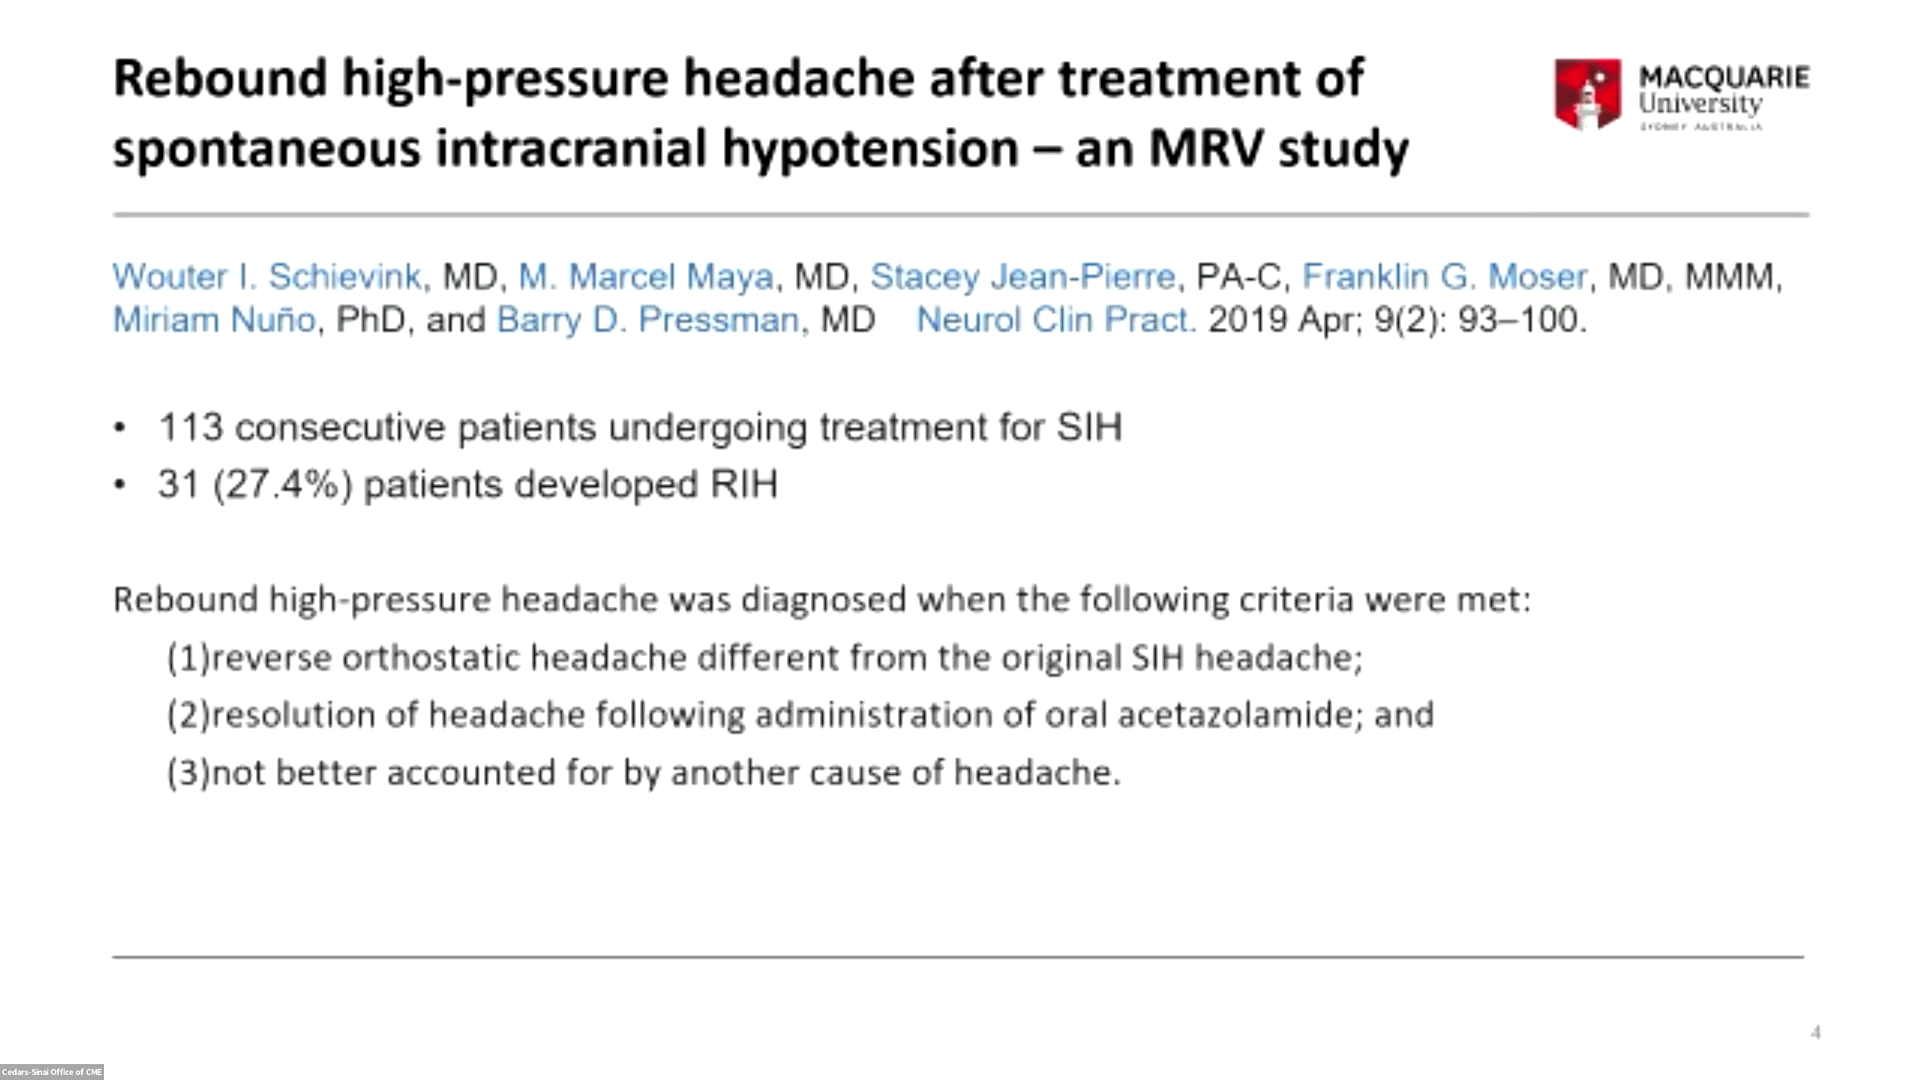 Rebound high-pressure headache after treatment of
spontaneous intracranial hypotension – an MRV study
MACQUARIE
University
SYDNEY AUSTRALIA
Wouter I. Schievink, MD, M. Marcel Maya, MD, Stacey Jean-Pierre, PA-C, Franklin G. Moser, MD, MMM,
Miriam Nuño, PhD, and Barry D. Pressman, MD Neurol Clin Pract. 2019 Apr; 9(2): 93–100.
• 113 consecutive patients undergoing treatment for SIH
• 31 (27.4%) patients developed RIH
Rebound high-pressure headache was diagnosed when the following criteria were met:
(1)reverse orthostatic headache different from the original SIH headache;
(2)resolution of headache following administration of oral acetazolamide; and
(3)not better accounted for by another cause of headache.
4
Cedars-Sinai Office of CME